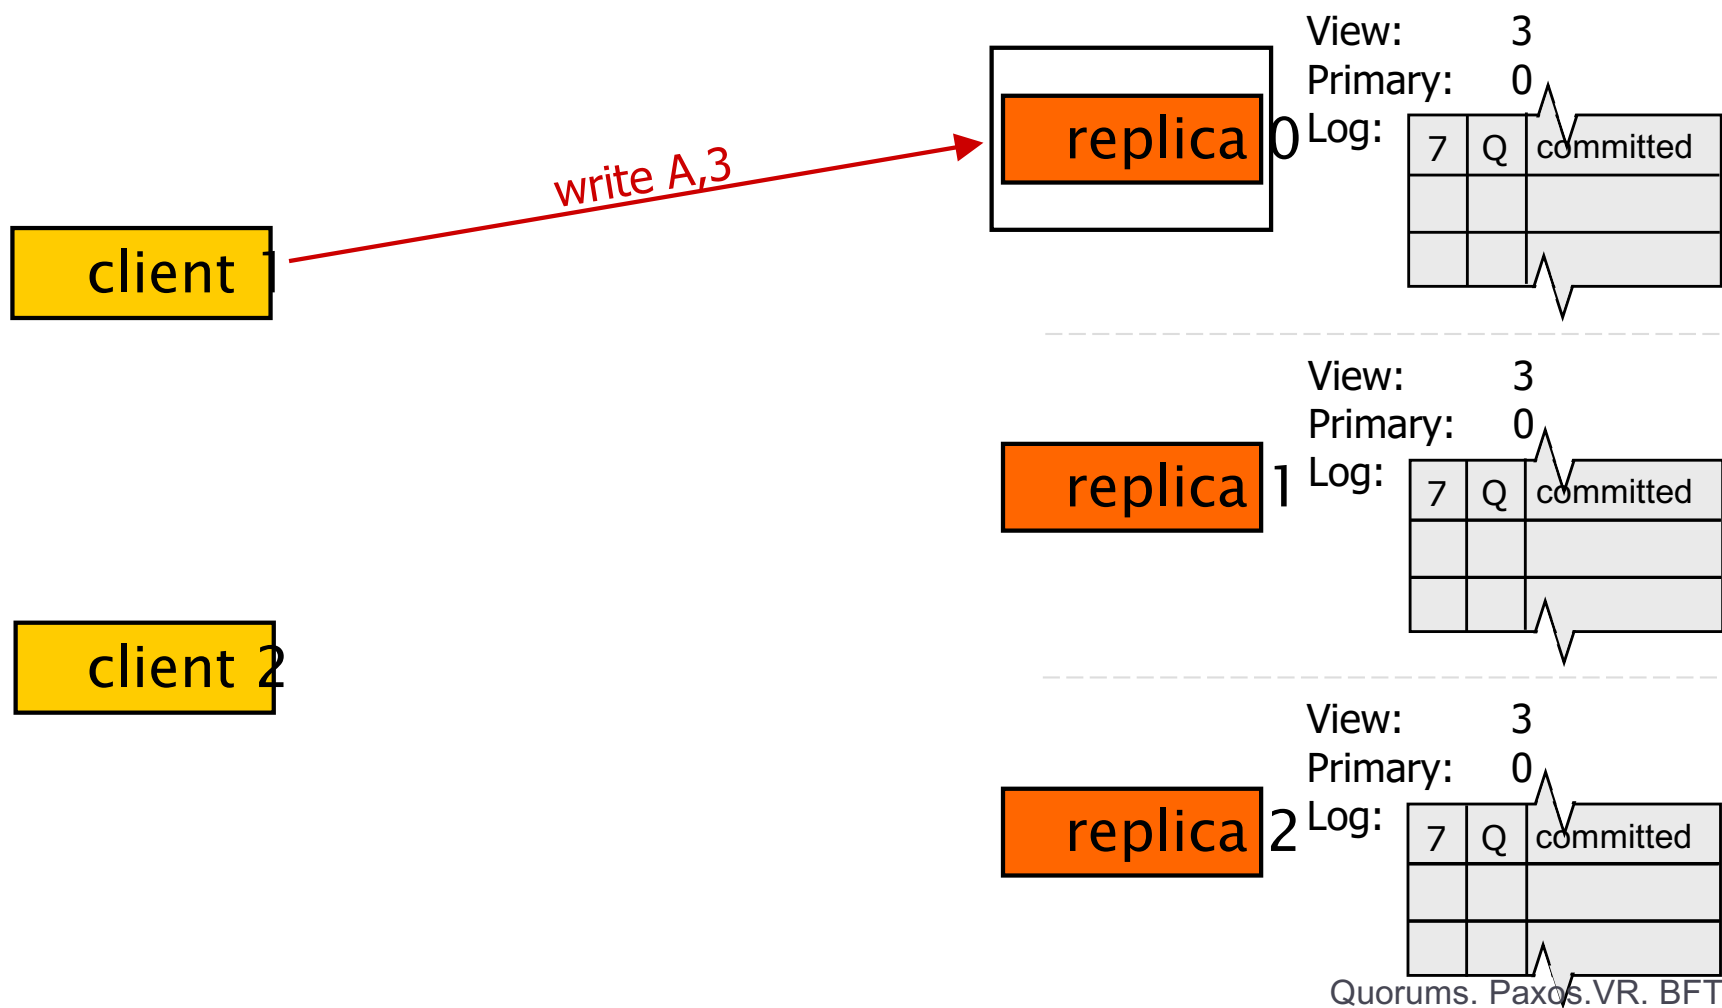 View: 3
Primary: 0
replica 0
Log:
7 Q committed
write A,3
client 1
View: 3
Primary: 0
replica 1
Log:
7 Q committed
client 2
View: 3
Primary: 0
replica 2
Log:
7 Q committed
Quorums. Paxos.VR. BFT